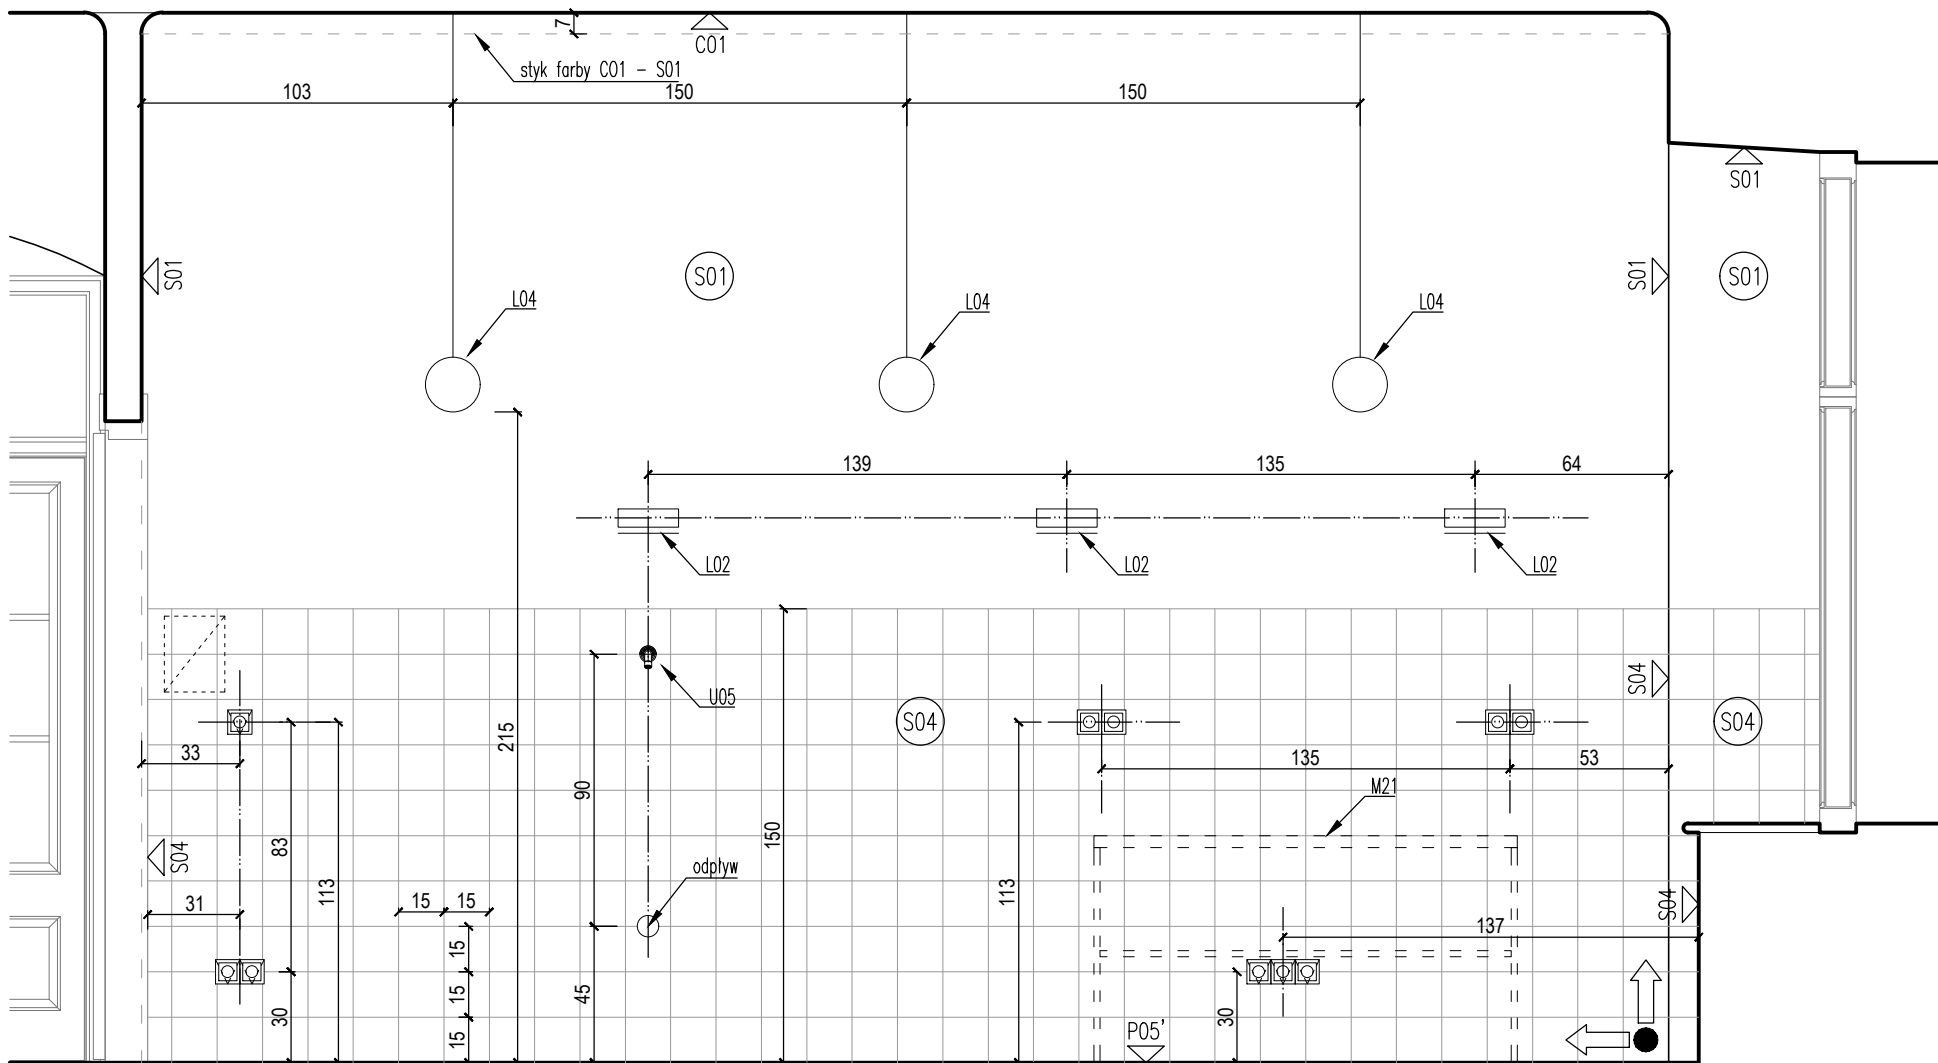 7
C01
styk farby C01 - S01
103
150
150
S01
S01
S01
S01
S01
L04
L04
L04
139
135
64
L02
L02
L02
S04
U05
S04
S04
215
33
90
135
53
M21
150
83
113
S04
odpływ
113
31
15
15
S04
137
15
45
15
30
30
P05'
15